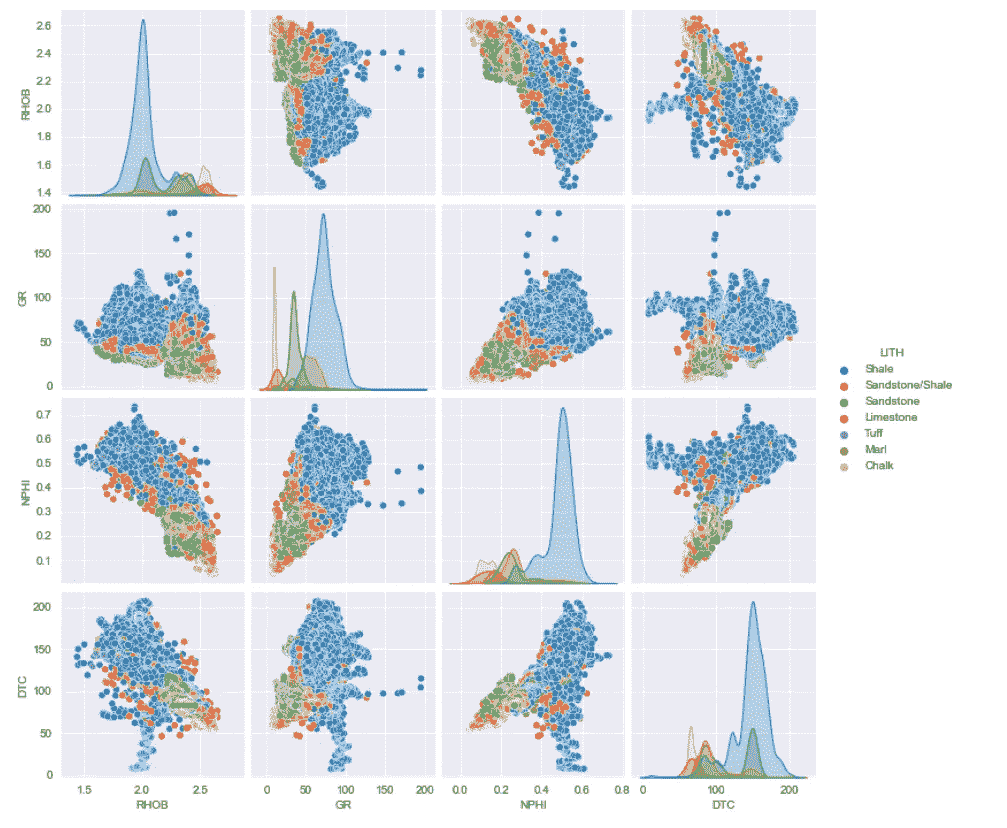 2.6
2.4
2.2
2.0
1.8
1.6
1.4
RHOB
200
150
100
50
0
GR
0.7
0.6
0.5
0.4
0.3
0.2
0.1
NPHI
200
150
100
50
0
DTC
1.5 2.0 2.5
RHOB
0 50 100 150 200
GR
0.0 0.2 0.4 0.6 0.8
NPHI
0 100 200
DTC
LITH
Shale
Sandstone/Shale
Sandstone
Limestone
Tuff
Marl
Chalk